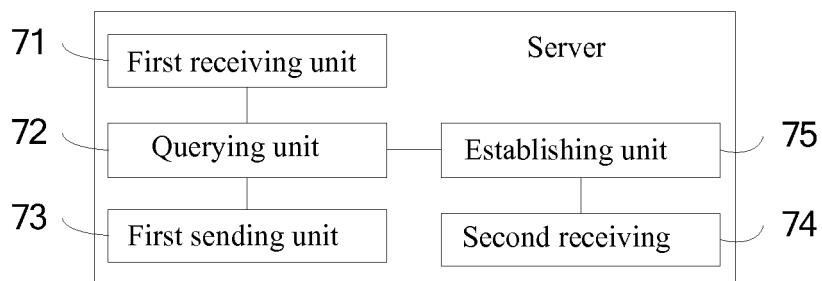 71
First receiving unit
Server
72
Querying unit
Establishing unit
75
73
First sending unit
Second receiving
74